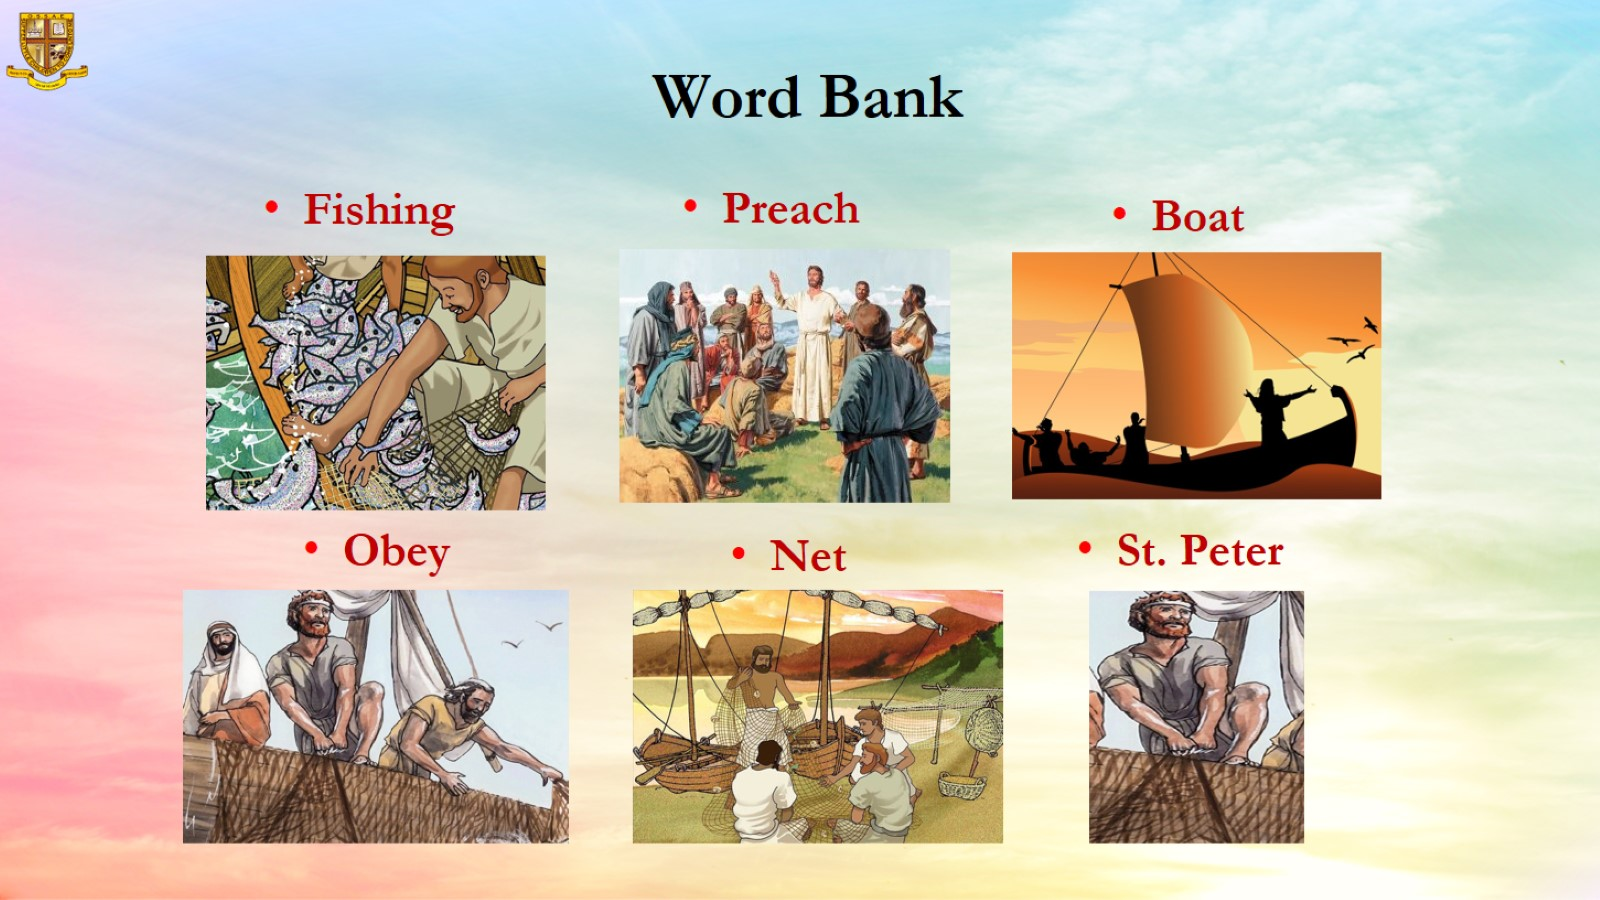 Word Bank
• Fishing
• Preach
• Boat
• Obey
• Net
• St. Peter